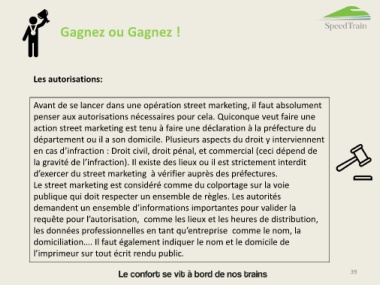 Gagnez ou Gagnez !
SpeedTrain
Les autorisations:
Avant de se lancer dans une opération street marketing, il faut absolument
penser aux autorisations nécessaires pour cela. Quiconque veut faire une
action street marketing est tenu à faire une déclaration à la préfecture du
département ou il a son domicile. Plusieurs aspects du droit y interviennent
en cas d'infraction : Droit civil, droit pénal, et commercial (ceci dépend de
la gravité de l'infraction). Il existe des lieux ou il est strictement interdit
d'exercer du street marketing à vérifier auprès des préfectures.
Le street marketing est considéré comme du colportage sur la voie
publique qui doit respecter un ensemble de règles. Les autorités
demandent un ensemble d'informations importantes pour valider la
requête pour l'autorisation, comme les lieux et les heures de distribution,
les données professionnelles en tant qu'entreprise comme le nom, la
domiciliation.... Il faut également indiquer le nom et le domicile de
l'imprimeur sur tout écrit rendu public.
Le confort se vit à bord de nos trains
39